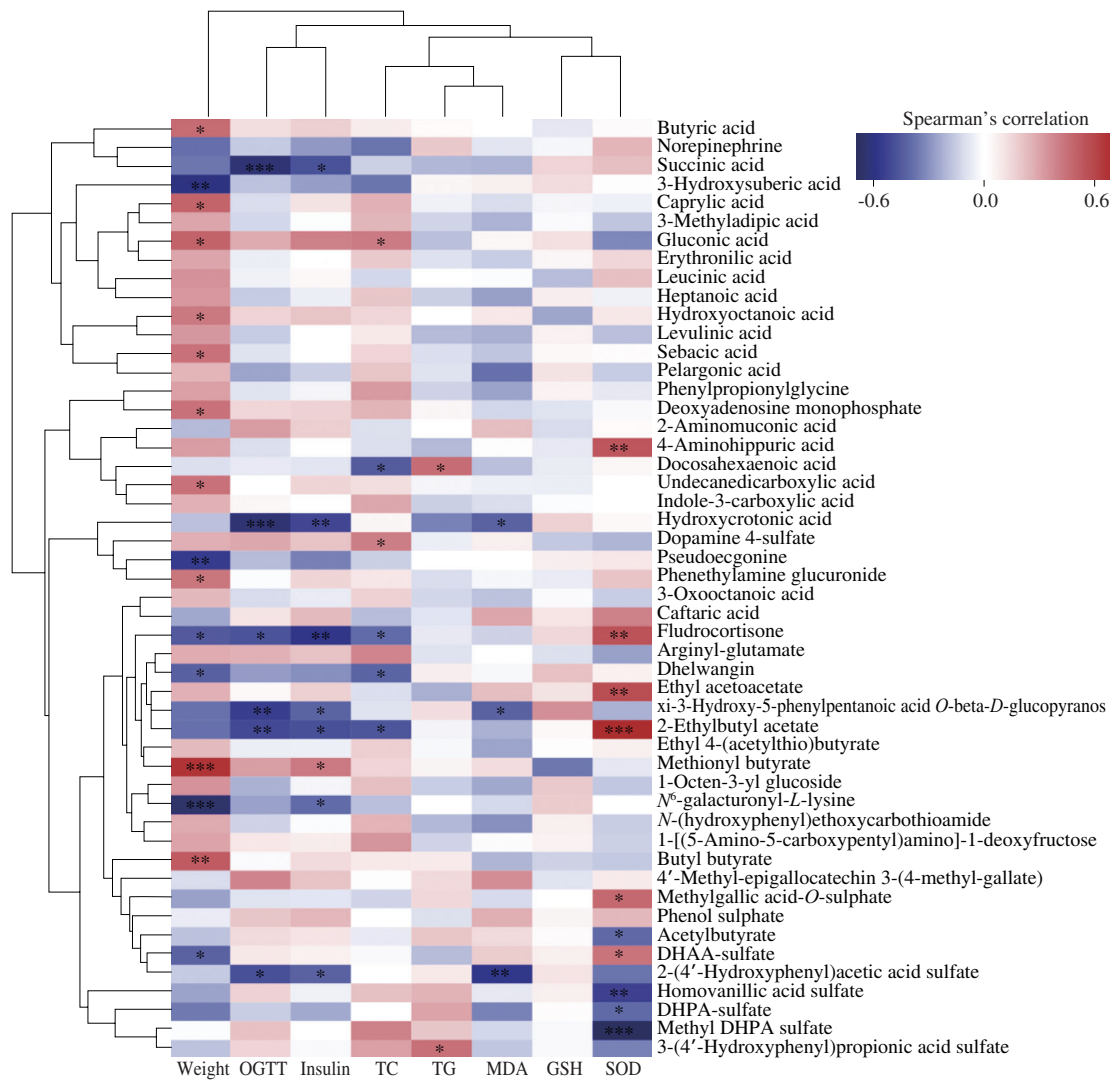 Spearman's correlation
-0.6 0.0 0.6
* Butyric acid
Norepinephrine
*** * Succinic acid
** 3-Hydroxysuberic acid
* Caprylic acid
3-Methyladipic acid
* * Gluconic acid
Erythronilic acid
Leucinic acid
Heptanoic acid
* Hydroxyoctanoic acid
Levulinic acid
* Sebacic acid
Pelargonic acid
Phenylpropionylglycine
* Deoxyadenosine monophosphate
2-Aminomuconic acid
** 4-Aminohippuric acid
* * Docosahexaenoic acid
* Undecanedicarboxylic acid
Indole-3-carboxylic acid
*** ** * Hydroxycrotonic acid
* Dopamine 4-sulfate
** Pseudoecgonine
* Phenethylamine glucuronide
3-Oxooctanoic acid
Caftaric acid
* * ** * ** Fludrocortisone
Arginyl-glutamate
* * Dhelwangin
** Ethyl acetoacetate
** * * xi-3-Hydroxy-5-phenylpentanoic acid O-beta-D-glucopyranos
** * * *** 2-Ethylbutyl acetate
Ethyl 4-(acetylthio)butyrate
*** * Methionyl butyrate
1-Octen-3-yl glucoside
*** * N⁶-galacturonyl-L-lysine
N-(hydroxyphenyl)ethoxycarbothioamide
1-[(5-Amino-5-carboxypentyl)amino]-1-deoxyfructose
** Butyl butyrate
4′-Methyl-epigallocatechin 3-(4-methyl-gallate)
* Methylgallic acid-O-sulphate
Phenol sulphate
* Acetylbutyrate
* * DHAA-sulfate
* * ** 2-(4′-Hydroxyphenyl)acetic acid sulfate
** Homovanillic acid sulfate
* DHPA-sulfate
*** Methyl DHPA sulfate
* 3-(4′-Hydroxyphenyl)propionic acid sulfate
Weight OGTT Insulin TC TG MDA GSH SOD